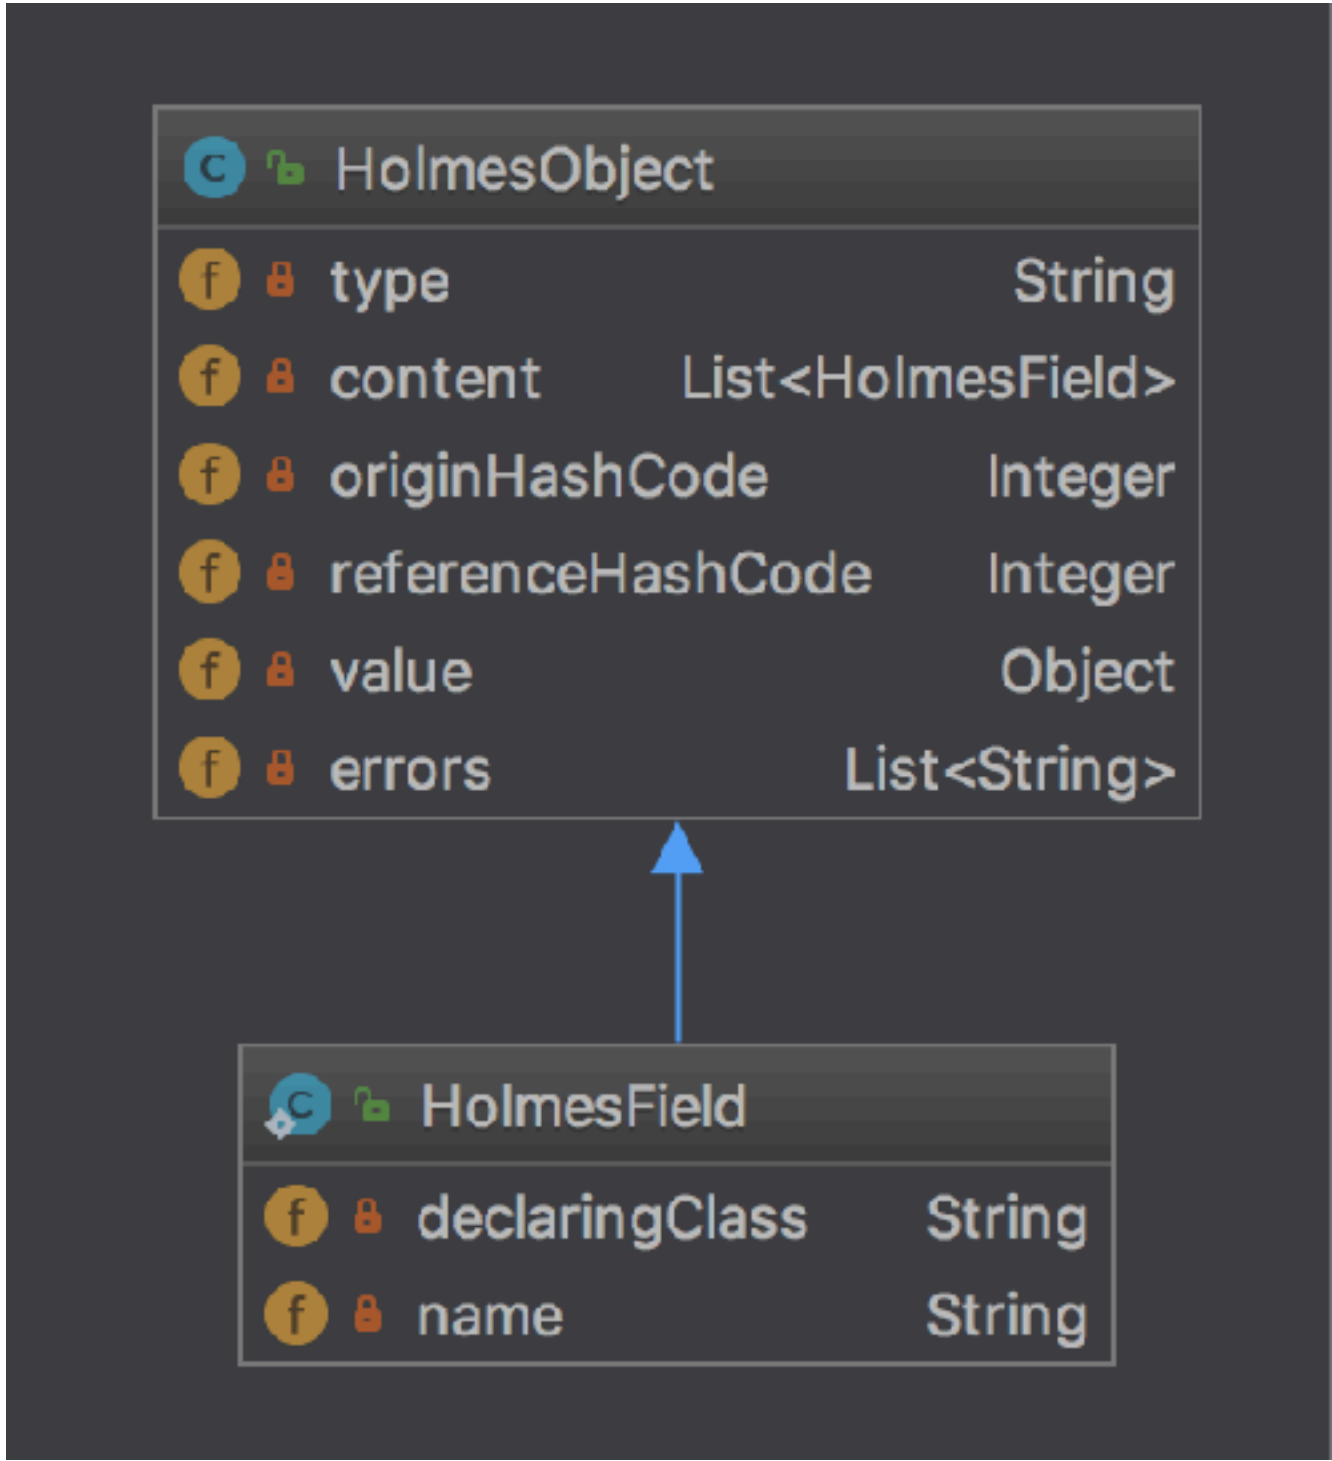 C HolmesObject
f type String
f content List<HolmesField>
f originHashCode Integer
f referenceHashCode Integer
f value Object
f errors List<String>
C HolmesField
f declaringClass String
f name String